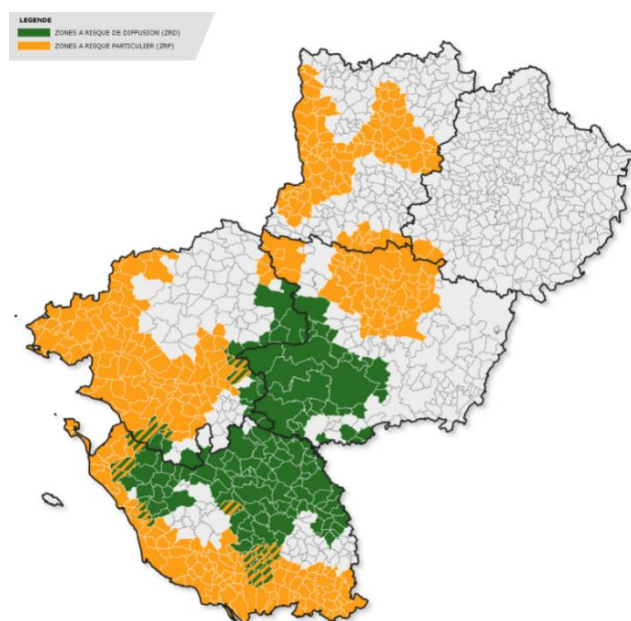 LEGENDE
ZONES A RISQUE DE DIFFUSION (ZRD)
ZONES A RISQUE PARTICULIER (ZRP)